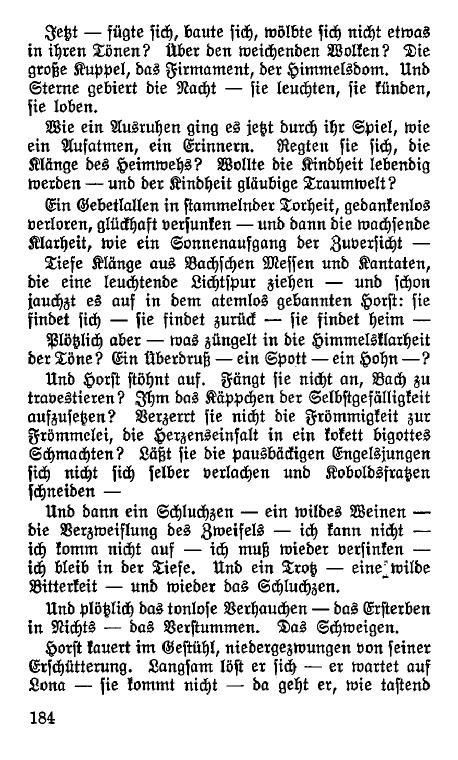 Jetzt — fügte sich, baute sich, wölbte sich nicht etwas
in ihren Tönen? Über den weichenden Wolken? Die
große Kuppel, das Firmament, der Himmelsdom. Und
Sterne gebiert die Nacht — sie leuchten, sie künden,
sie loben.
Wie ein Ausruhen ging es jetzt durch ihr Spiel, wie
ein Aufatmen, ein Erinnern. Regten sie sich, die
Klänge des Heimwehs? Wollte die Kindheit lebendig
werden — und der Kindheit gläubige Traumwelt?
Ein Gebetlallen in stammelnder Torheit, gedankenlos
verloren, glückhaft versunken — und dann die wachsende
Klarheit, wie ein Sonnenaufgang der Zuversicht —
Tiefe Klänge aus Bachschen Messen und Kantaten,
die eine leuchtende Lichtspur ziehen — und schon
jauchzt es auf in dem atemlos gebannten Horst: sie
findet sich — sie findet zurück — sie findet heim —
Plötzlich aber — was züngelt in die Himmelsklarheit
der Töne? Ein Überdruß — ein Spott — ein Hohn —?
Und Horst stöhnt auf. Fängt sie nicht an, Bach zu
travestieren? Ihm das Käppchen der Selbstgefälligkeit
aufzusetzen? Verzerrt sie nicht die Frömmigkeit zur
Frömmelei, die Herzenseinfalt in ein kokett bigottes
Schmachten? Läßt sie die pausbäckigen Engelsjungen
sich nicht sich selber verlachen und Koboldsfratzen
schneiden —
Und dann ein Schluchzen — ein wildes Weinen —
die Verzweiflung des Zweifels — ich kann nicht —
ich komm nicht auf — ich muß wieder versinken —
ich bleib in der Tiefe. Und ein Trotz — eine wilde
Bitterkeit — und wieder das Schluchzen.
Und plötzlich das tonlose Verhauchen — das Ersterben
in Nichts — das Verstummen. Das Schweigen.
Horst kauert im Gestühl, niedergezwungen von seiner
Erschütterung. Langsam löst er sich — er wartet auf
Lona — sie kommt nicht — da geht er, wie tastend
184